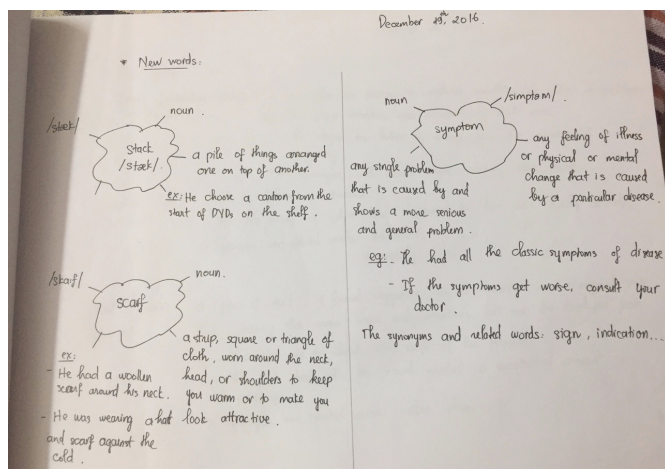 December 19th, 2016.
* New words:
/stæk/
noun.
Stack
/stæk/.
a pile of things arranged
one on top of another.
ex: He choose a cartoon from the
start of DVDs on the shelf.
/ska:f/
noun.
scarf
a strip, square or triangle of
cloth, worn around the neck,
head, or shoulders to keep
you warm or to make you
look attractive.
ex:
- He had a woollen
scarf around his neck.
- He was wearing a hat
and scarf against the
cold.
noun
/simptəm/.
symptom
any feeling of illness
or physical or mental
change that is caused
by a particular disease.
any single problem
that is caused by and
shows a more serious
and general problem.
eg: - He had all the classic symptoms of disease
- If the symptoms get worse, consult your
doctor.
The synonyms and related words: sign, indication...